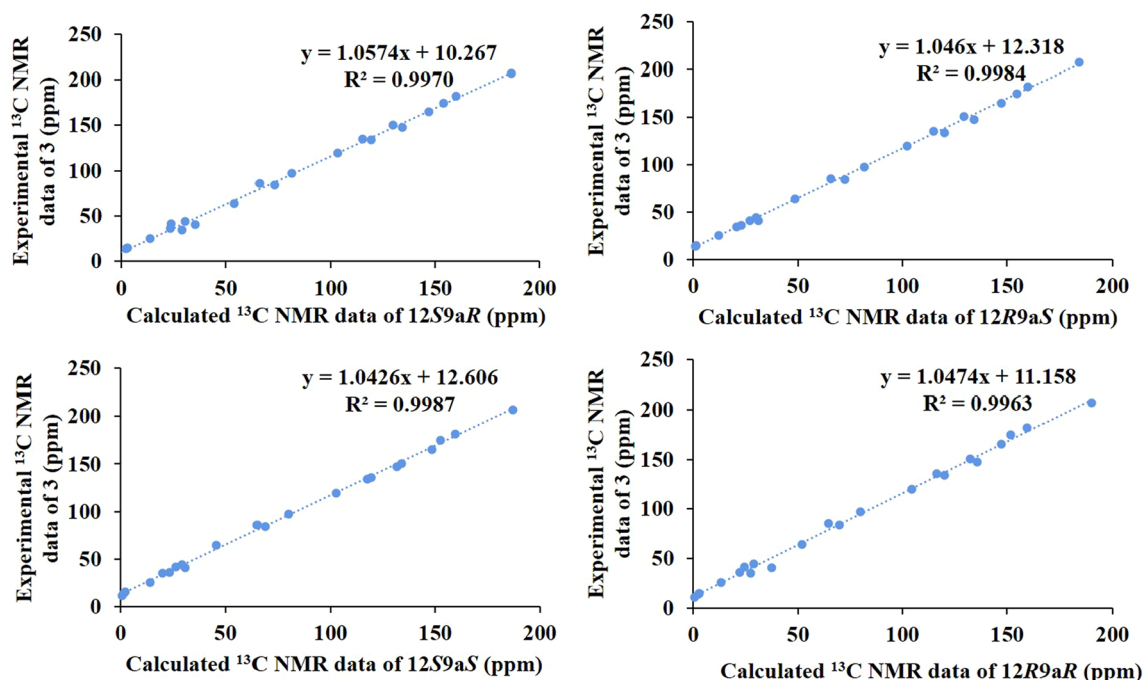 250
200
150
100
50
0
Experimental ¹³C NMR
data of 3 (ppm)
y = 1.0574x + 10.267
R² = 0.9970
0 50 100 150 200
Calculated ¹³C NMR data of 12S9aR (ppm)
250
200
150
100
50
0
Experimental ¹³C NMR
data of 3 (ppm)
y = 1.046x + 12.318
R² = 0.9984
0 50 100 150 200
Calculated ¹³C NMR data of 12R9aS (ppm)
250
200
150
100
50
0
Experimental ¹³C NMR
data of 3 (ppm)
y = 1.0426x + 12.606
R² = 0.9987
0 50 100 150 200
Calculated ¹³C NMR data of 12S9aS (ppm)
250
200
150
100
50
0
Experimental ¹³C NMR
data of 3 (ppm)
y = 1.0474x + 11.158
R² = 0.9963
0 50 100 150 200
Calculated ¹³C NMR data of 12R9aR (ppm)